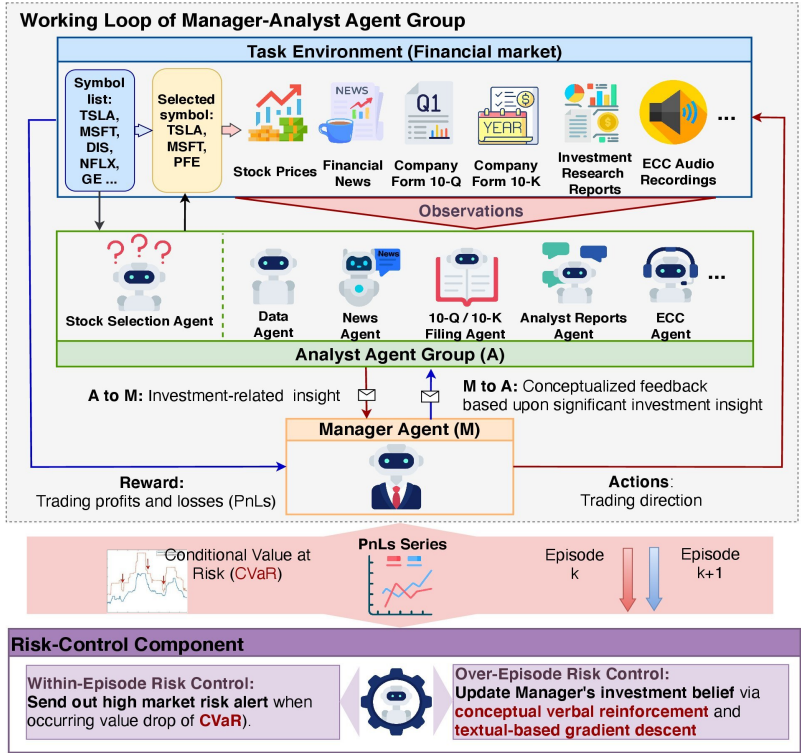 Working Loop of Manager-Analyst Agent Group
Task Environment (Financial market)
Symbol
list:
TSLA,
MSFT,
DIS,
NFLX,
GE ...
Selected
symbol:
TSLA,
MSFT,
PFE
Stock Prices
NEWS
Financial
News
Q1
Company
Form 10-Q
YEAR
Company
Form 10-K
Investment
Research
Reports
ECC Audio
Recordings
...
Observations
Stock Selection Agent
Data
Agent
News
News
Agent
10-Q / 10-K
Filing Agent
Analyst Reports
Agent
ECC
Agent
...
Analyst Agent Group (A)
A to M: Investment-related insight
M to A: Conceptualized feedback
based upon significant investment insight
Manager Agent (M)
Reward:
Trading profits and losses (PnLs)
Actions:
Trading direction
Conditional Value at
Risk (CVaR)
PnLs Series
Episode
k
Episode
k+1
Risk-Control Component
Within-Episode Risk Control:
Send out high market risk alert when
occurring value drop of CVaR).
Over-Episode Risk Control:
Update Manager's investment belief via
conceptual verbal reinforcement and
textual-based gradient descent